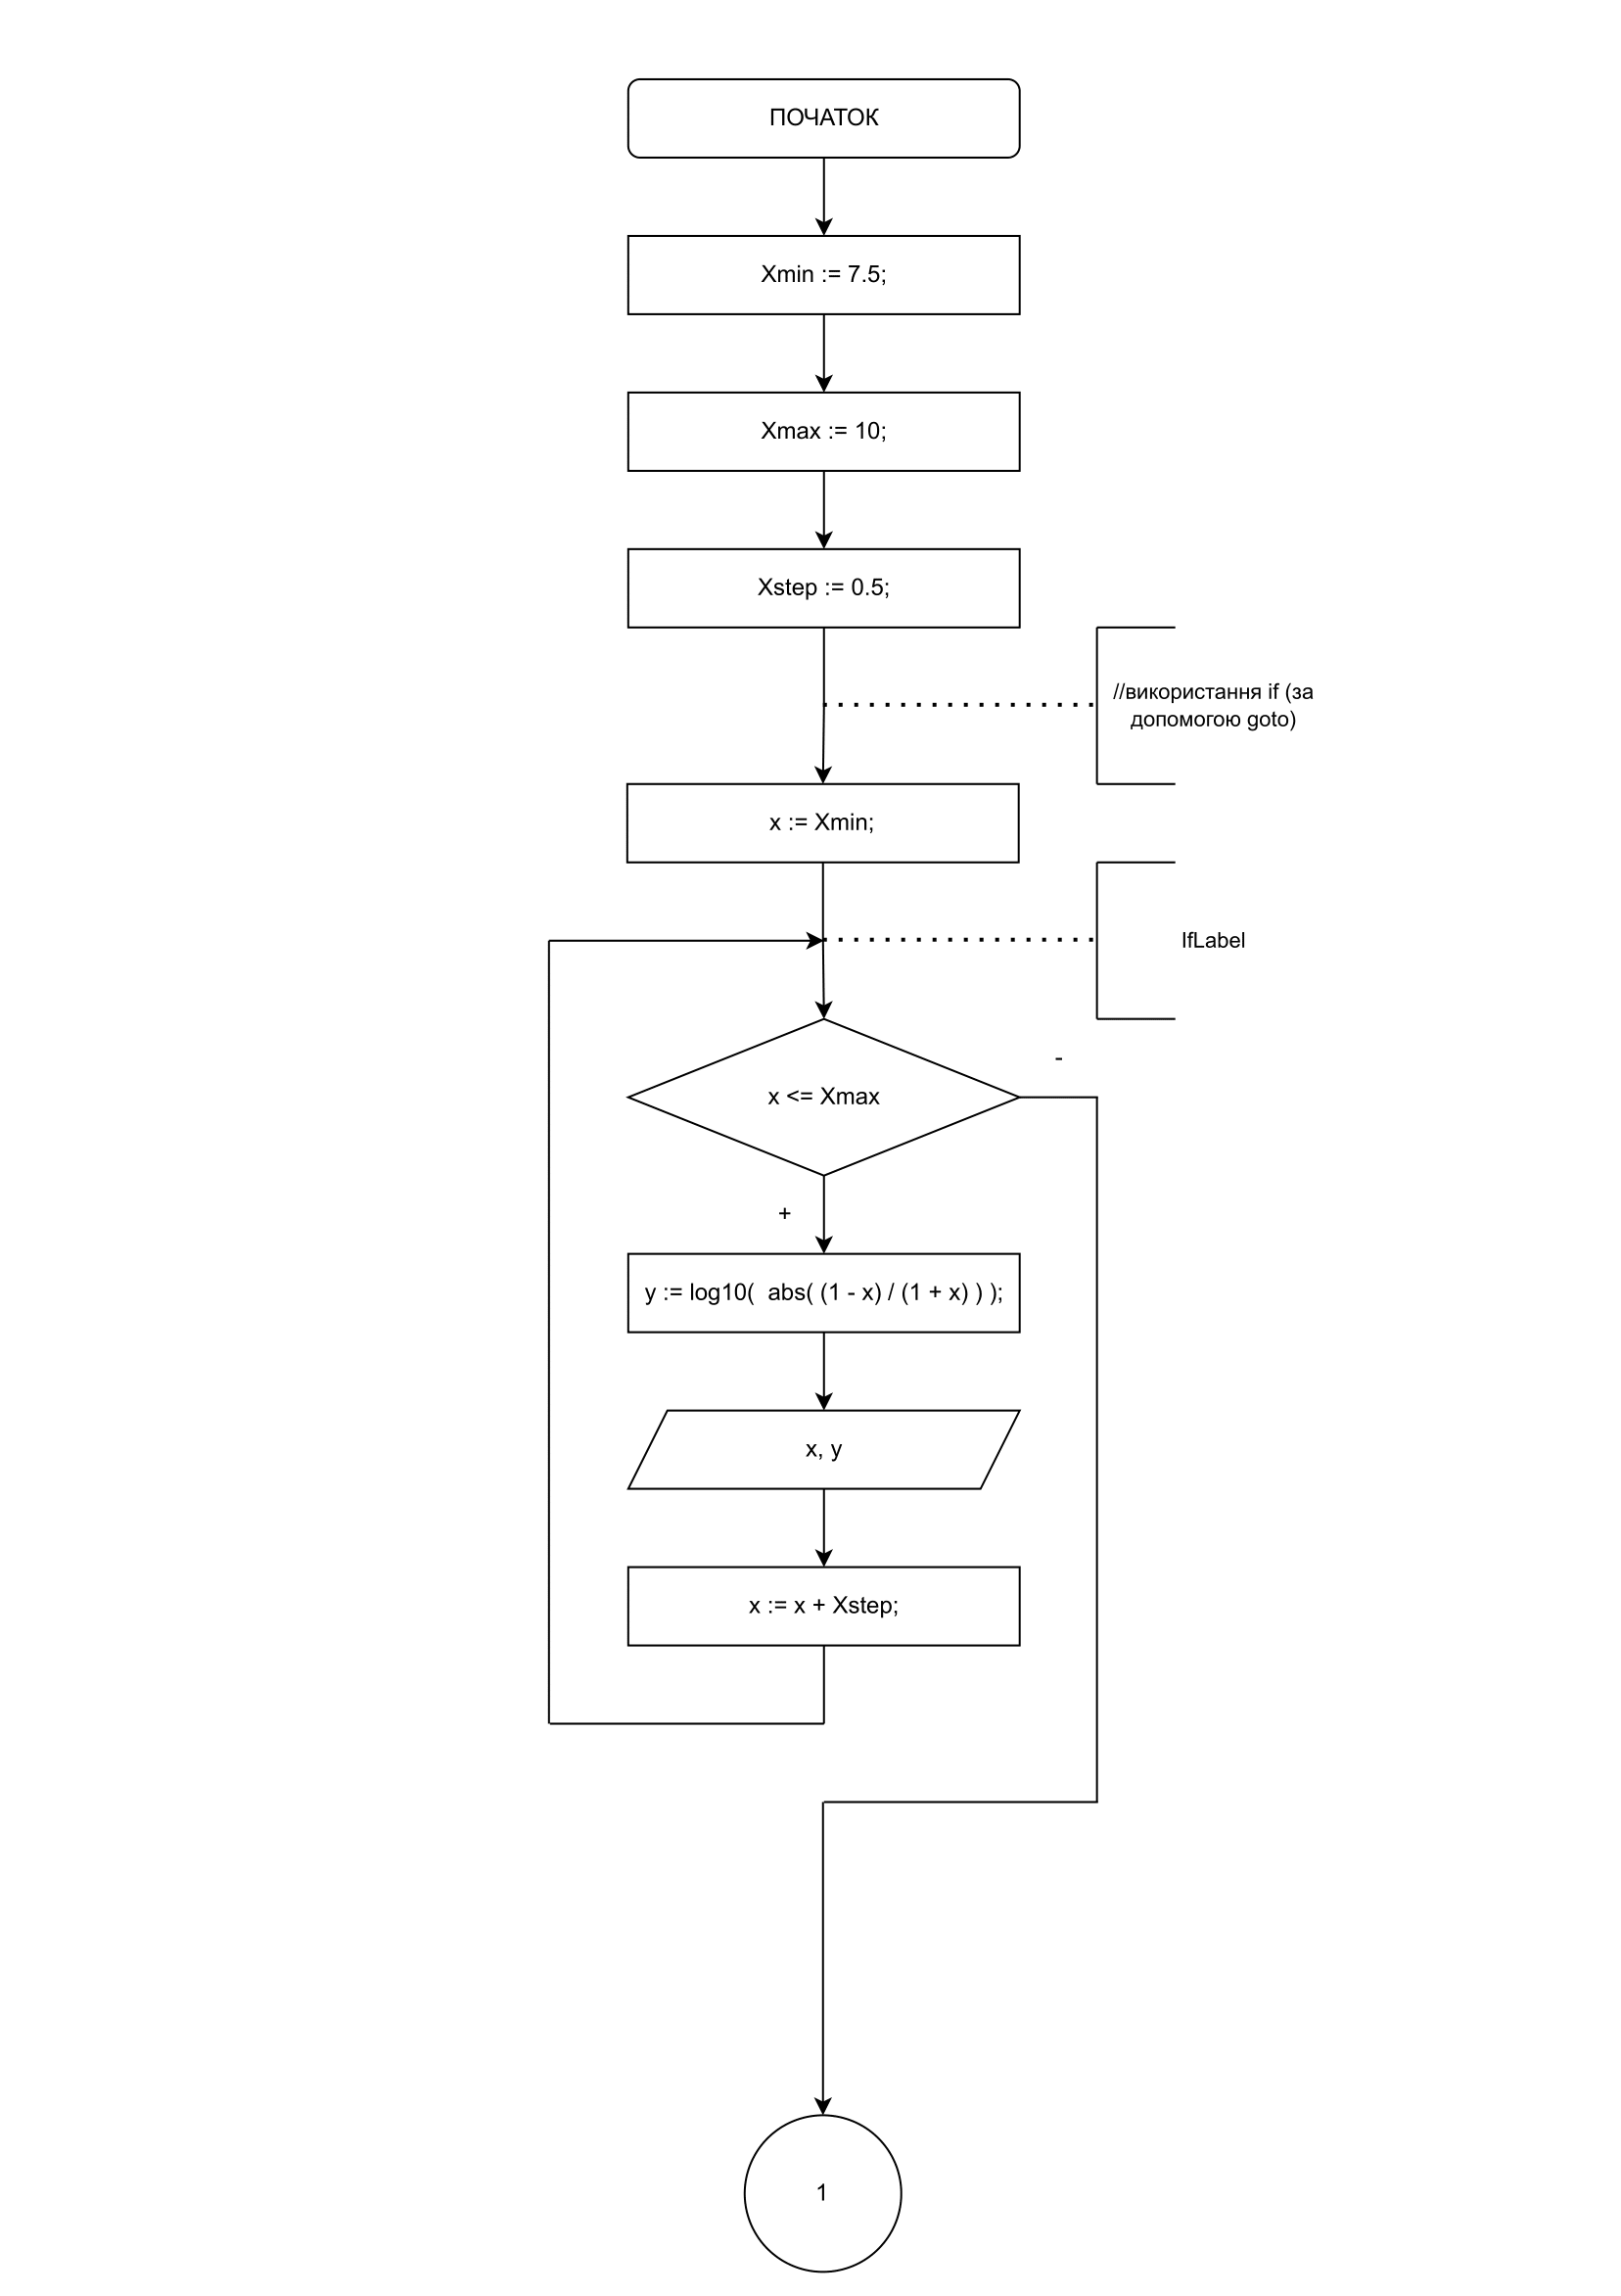 ПОЧАТОК
Xmin := 7.5;
Xmax := 10;
Xstep := 0.5;
//використання if (за
допомогою goto)
x := Xmin;
IfLabel
-
x <= Xmax
+
y := log10(  abs( (1 - x) / (1 + x) ) );
x, y
x := x + Xstep;
1